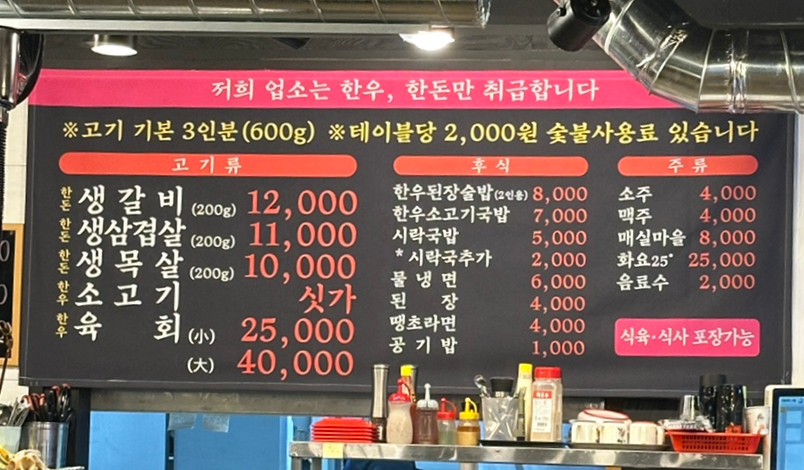 저희 업소는 한우, 한돈만 취급합니다
※고기 기본 3인분(600g) ※테이블당 2,000원 숯불사용료 있습니다
고기류
한돈 생갈비 (200g) 12,000
한돈 생삼겹살 (200g) 11,000
한돈 생목살 (200g) 10,000
한우 소고기 싯가
한우 육회 (小) 25,000
(大) 40,000
후식
한우된장술밥(2인용) 8,000
한우소고기국밥 7,000
시락국밥 5,000
*시락국추가 2,000
물냉면 6,000
된장 4,000
땡초라면 4,000
공기밥 1,000
주류
소주 4,000
맥주 4,000
매실마을 8,000
화요25° 25,000
음료수 2,000
식육·식사 포장가능